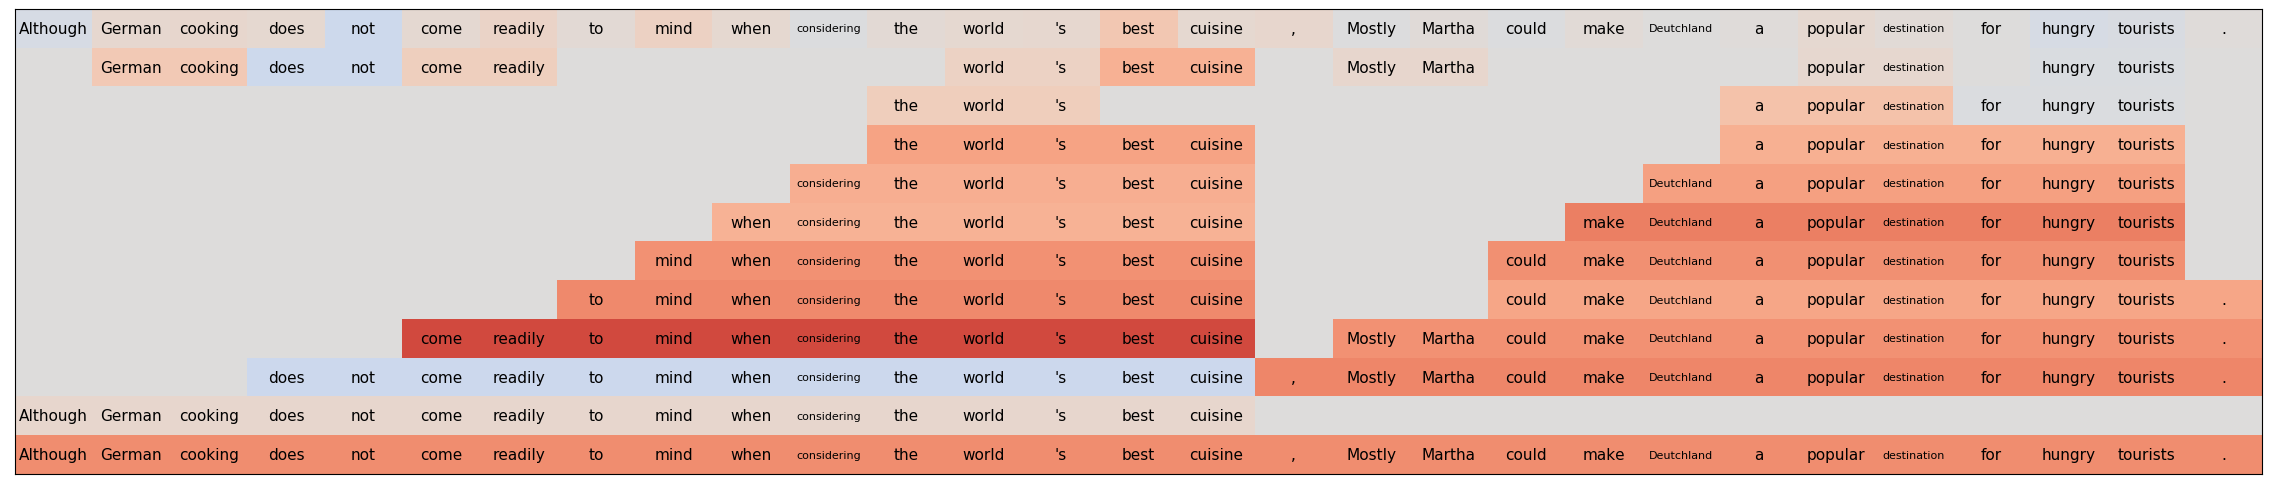 Although German cooking does not come readily to mind when considering the world 's best cuisine , Mostly Martha could make Deutchland a popular destination for hungry tourists .
German cooking does not come readily world 's best cuisine Mostly Martha popular destination hungry tourists
the world 's a popular destination for hungry tourists
the world 's best cuisine a popular destination for hungry tourists
considering the world 's best cuisine Deutchland a popular destination for hungry tourists
when considering the world 's best cuisine make Deutchland a popular destination for hungry tourists
mind when considering the world 's best cuisine could make Deutchland a popular destination for hungry tourists
to mind when considering the world 's best cuisine could make Deutchland a popular destination for hungry tourists .
come readily to mind when considering the world 's best cuisine Mostly Martha could make Deutchland a popular destination for hungry tourists .
does not come readily to mind when considering the world 's best cuisine , Mostly Martha could make Deutchland a popular destination for hungry tourists .
Although German cooking does not come readily to mind when considering the world 's best cuisine
Although German cooking does not come readily to mind when considering the world 's best cuisine , Mostly Martha could make Deutchland a popular destination for hungry tourists .